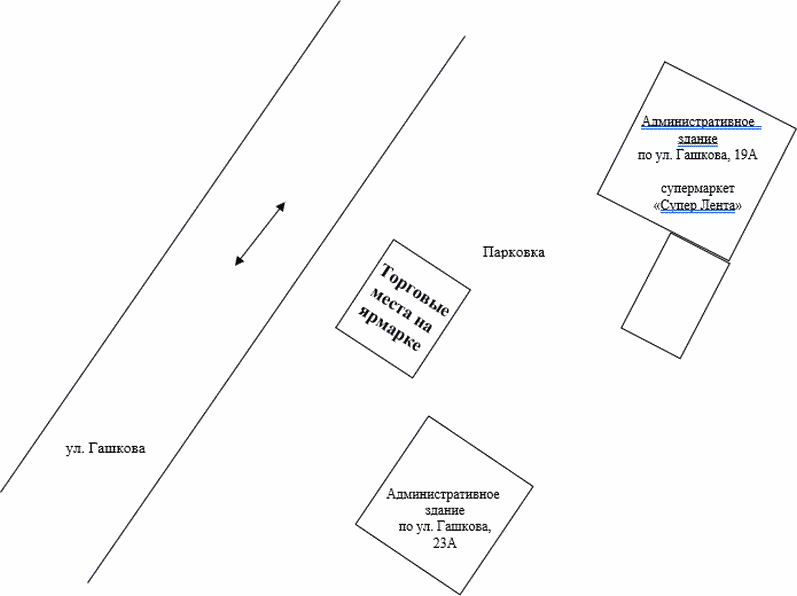 Административное
здание
по ул. Гашкова, 19А
супермаркет
«Супер Лента»
Парковка
Торговые
места на
ярмарке
ул. Гашкова
Административное
здание
по ул. Гашкова,
23А